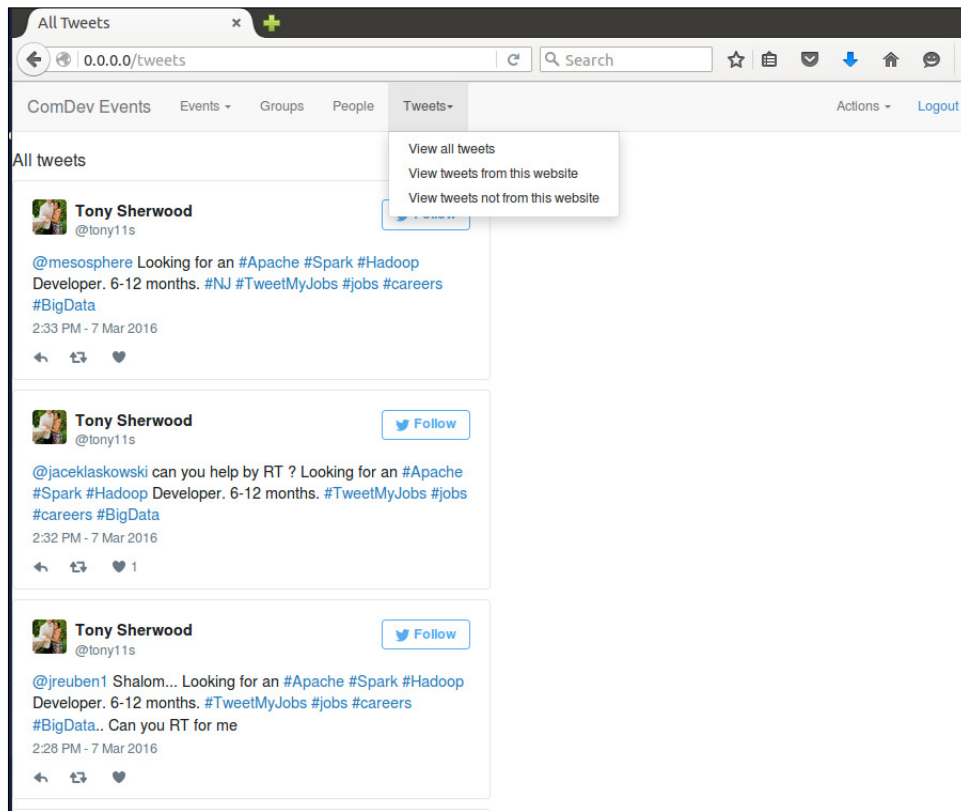 All Tweets
0.0.0.0/tweets
Search
ComDev Events Events Groups People Tweets Actions Logout
View all tweets
View tweets from this website
View tweets not from this website
All tweets
Tony Sherwood
@tony11s
Follow
@mesosphere Looking for an #Apache #Spark #Hadoop
Developer. 6-12 months. #NJ #TweetMyJobs #jobs #careers
#BigData
2:33 PM - 7 Mar 2016
Tony Sherwood
@tony11s
Follow
@jaceklaskowski can you help by RT ? Looking for an #Apache
#Spark #Hadoop Developer. 6-12 months. #TweetMyJobs #jobs
#careers #BigData
2:32 PM - 7 Mar 2016
1
Tony Sherwood
@tony11s
Follow
@jreuben1 Shalom... Looking for an #Apache #Spark #Hadoop
Developer. 6-12 months. #TweetMyJobs #jobs #careers
#BigData.. Can you RT for me
2:28 PM - 7 Mar 2016